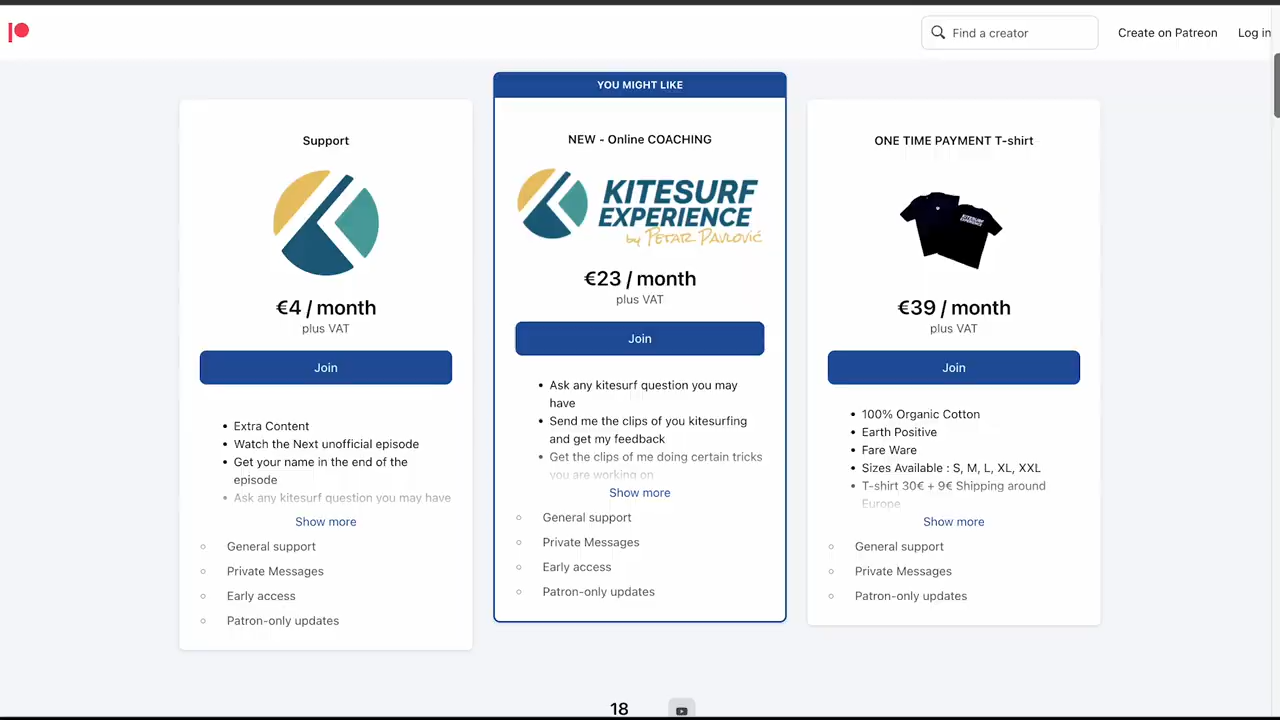 Find a creator
Create on Patreon
Log in
YOU MIGHT LIKE
Support
€4 / month
plus VAT
Join
• Extra Content
• Watch the Next unofficial episode
• Get your name in the end of the
episode
• Ask any kitesurf question you may have
Show more
General support
Private Messages
Early access
Patron-only updates
NEW - Online COACHING
KITESURF
EXPERIENCE
by PETAR PAVLOVIĆ
€23 / month
plus VAT
Join
• Ask any kitesurf question you may
have
• Send me the clips of you kitesurfing
and get my feedback
• Get the clips of me doing certain tricks
you are working on
Show more
General support
Private Messages
Early access
Patron-only updates
ONE TIME PAYMENT T-shirt
KITESURF
EXPERIENCE
€39 / month
plus VAT
Join
• 100% Organic Cotton
• Earth Positive
• Fare Ware
• Sizes Available : S, M, L, XL, XXL
• T-shirt 30€ + 9€ Shipping around
Europe
Show more
General support
Private Messages
Patron-only updates
18